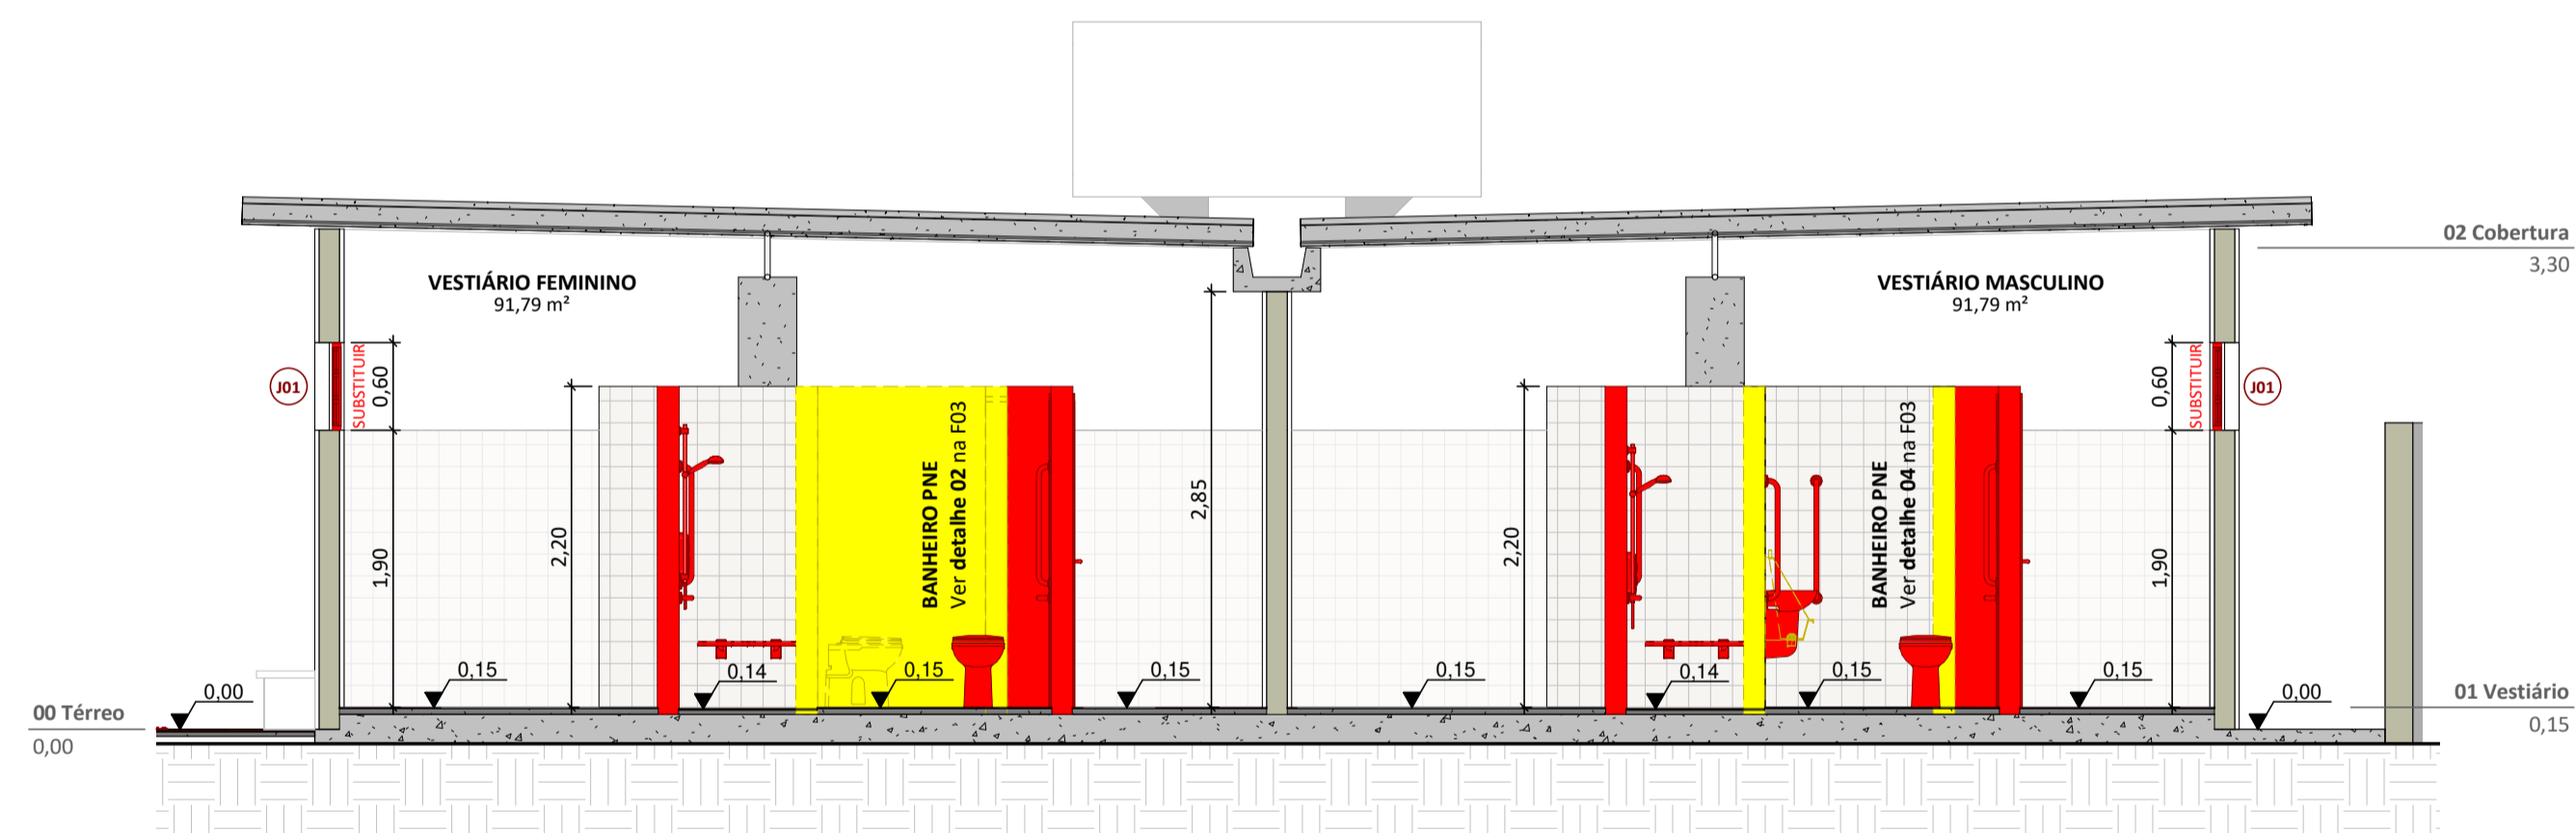 02 Cobertura
3,30
VESTIÁRIO FEMININO
91,79 m²
VESTIÁRIO MASCULINO
91,79 m²
J01
SUBSTITUIR
0,60
1,90
2,20
BANHEIRO PNE
Ver detalhe 02 na F03
2,85
2,20
BANHEIRO PNE
Ver detalhe 04 na F03
0,60
SUBSTITUIR
J01
1,90
0,00
0,15
0,14
0,15
0,15
0,15
0,14
0,15
0,15
0,00
00 Térreo
0,00
01 Vestiário
0,15